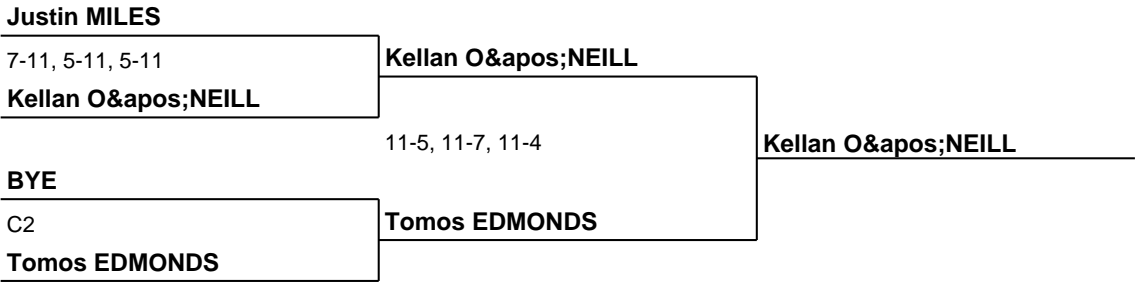 Justin MILES
7-11, 5-11, 5-11
Kellan O&apos;NEILL
Kellan O&apos;NEILL
11-5, 11-7, 11-4
Kellan O&apos;NEILL
BYE
C2
Tomos EDMONDS
Tomos EDMONDS